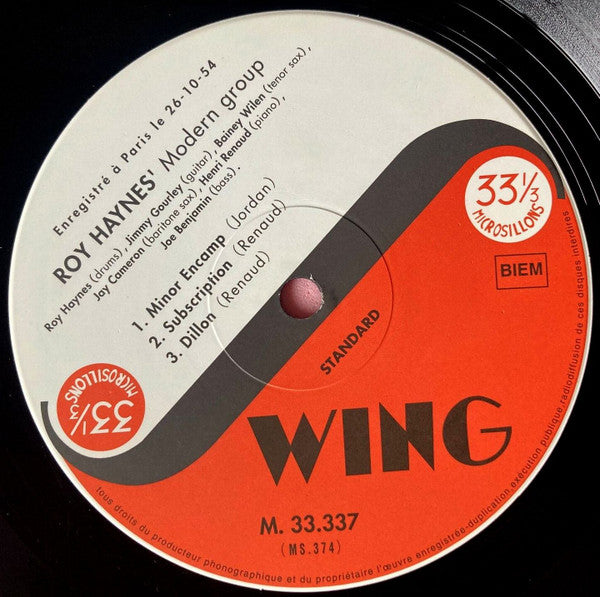 Enregistré à Paris le 26-10-54
ROY HAYNES' Modern group
Roy Haynes (drums), Jimmy Gourley (guitar), Bainey Wilen (tenor sax),
Jay Cameron (baritone sax), Henri Renaud (piano),
Joe Benjamin (bass).
1. Minor Encamp (Jordan)
2. Subscription (Renaud)
3. Dillon (Renaud)
33 1/3
MICROSILLONS
BIEM
STANDARD
33 1/3
MICROSILLONS
WING
M. 33.337
(MS.374)
tous droits du producteur phonographique et du propriétaire l'œuvre enregistrée-duplication,exécution publique,radiodiffusion de ces disques interdites